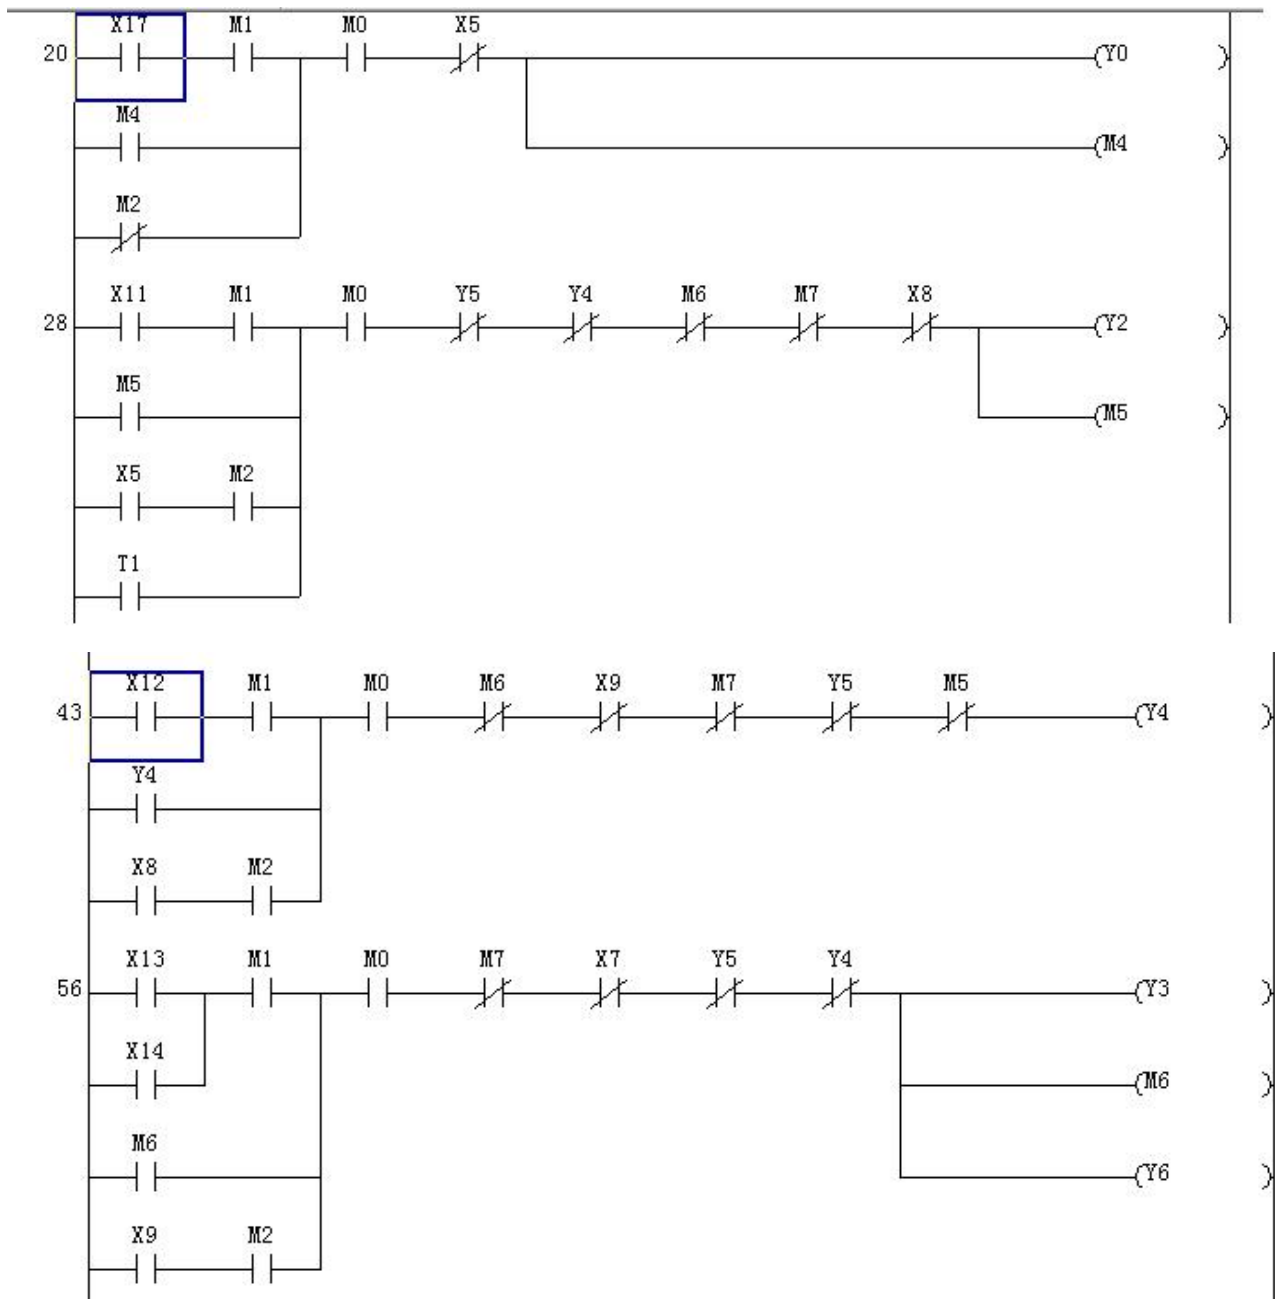 X17 M1 M0 X5
20 (Y0 )
M4
(M4 )
M2
X11 M1 M0 Y5 Y4 M6 M7 X8
28 (Y2 )
M5
(M5 )
X5 M2
T1
X12 M1 M0 M6 X9 M7 Y5 M5
43 (Y4 )
Y4
X8 M2
X13 M1 M0 M7 X7 Y5 Y4
56 (Y3 )
X14
(M6 )
M6
(Y6 )
X9 M2